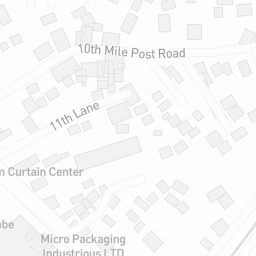 10th Mile Post Road
11th Lane
Curtain Center
Micro Packaging
Industrious LTD